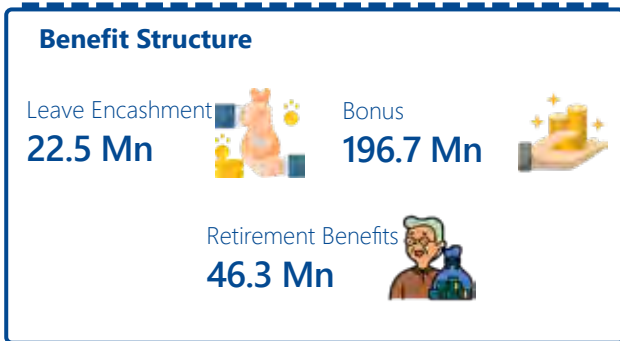 Benefit Structure
Leave Encashment
22.5 Mn
Bonus
196.7 Mn
Retirement Benefits
46.3 Mn